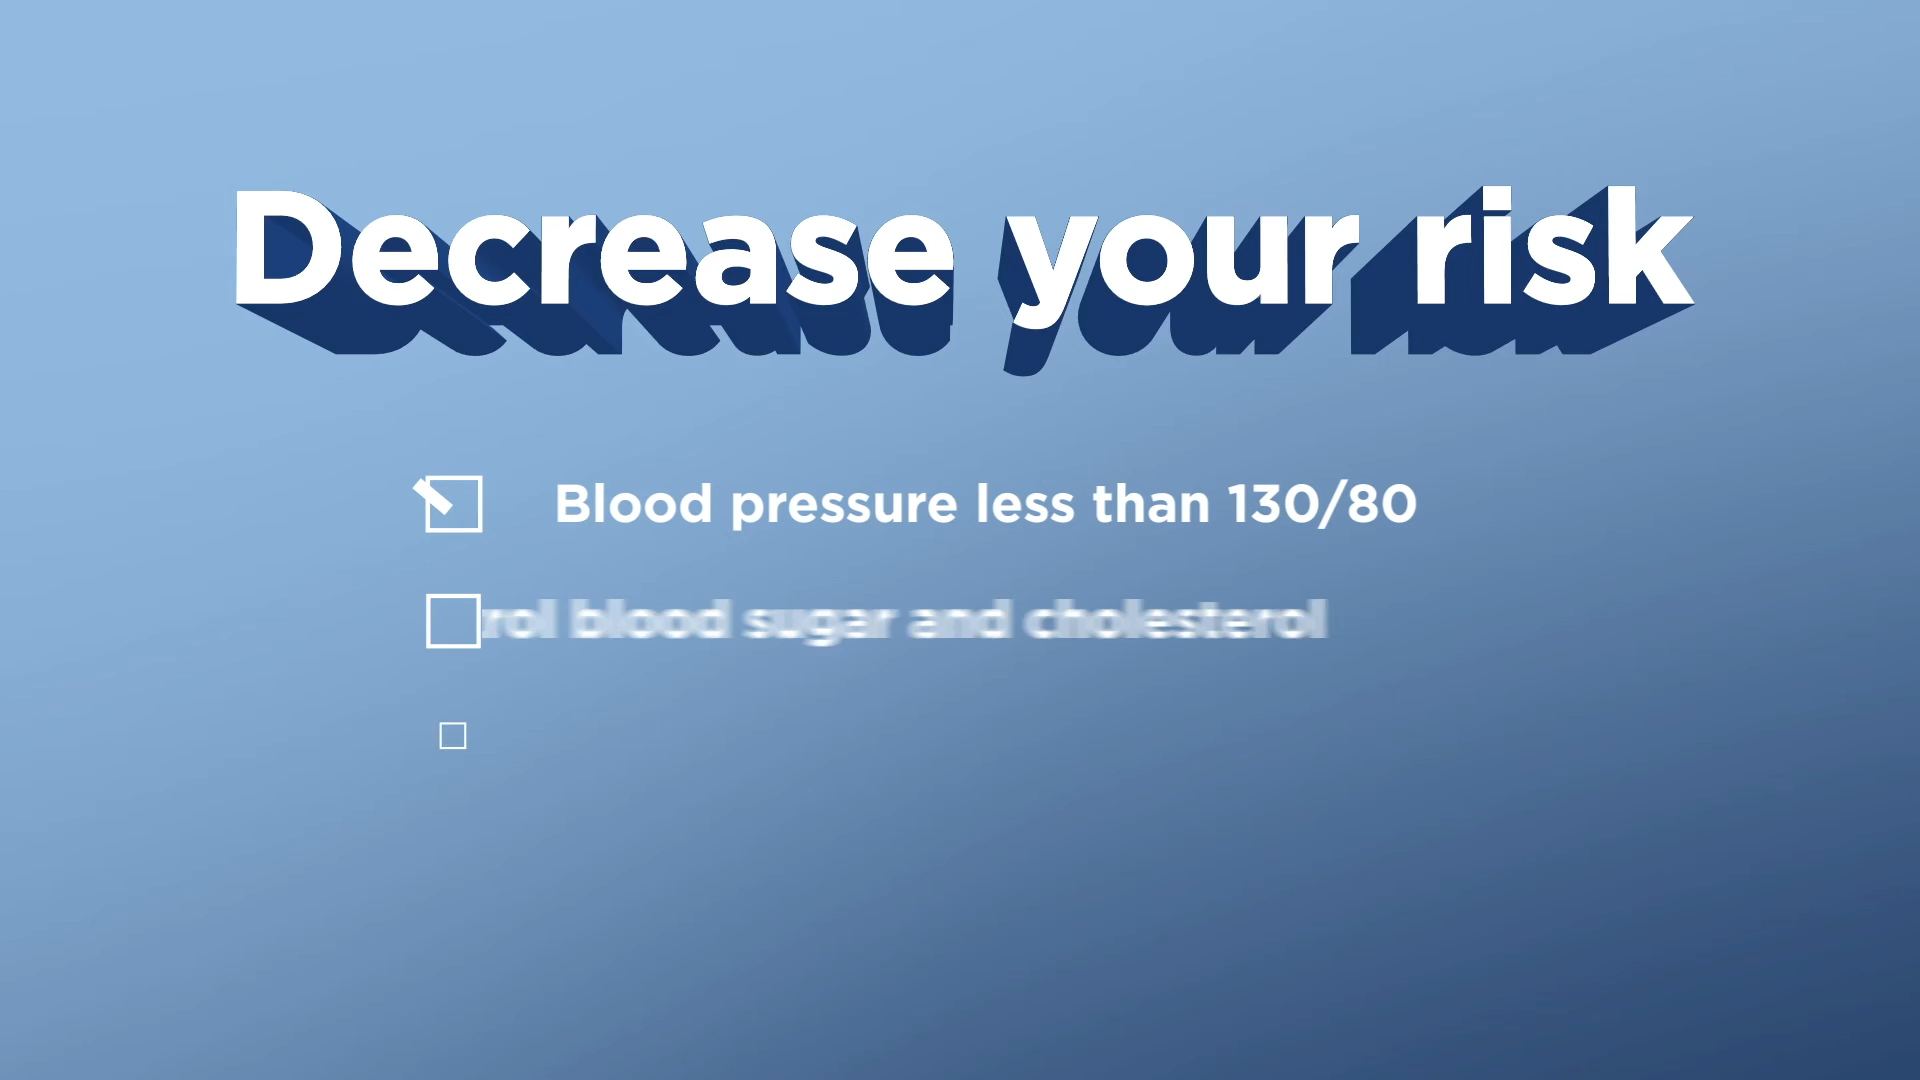 Decrease your risk
Blood pressure less than 130/80
rol blood sugar and cholesterol